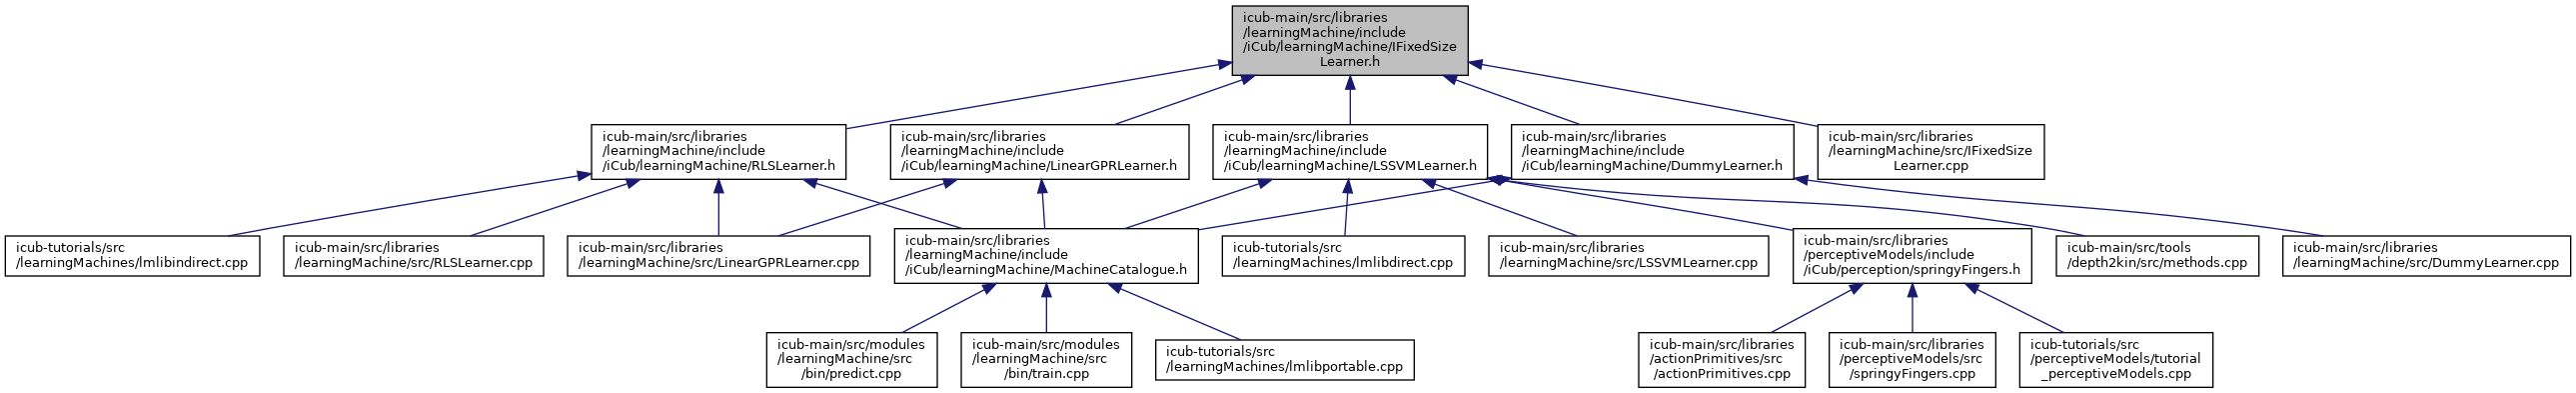 icub-main/src/libraries
/learningMachine/include
/iCub/learningMachine/IFixedSize
Learner.h
icub-main/src/libraries
/learningMachine/include
/iCub/learningMachine/RLSLearner.h
icub-main/src/libraries
/learningMachine/include
/iCub/learningMachine/LinearGPRLearner.h
icub-main/src/libraries
/learningMachine/include
/iCub/learningMachine/LSSVMLearner.h
icub-main/src/libraries
/learningMachine/include
/iCub/learningMachine/DummyLearner.h
icub-main/src/libraries
/learningMachine/src/IFixedSize
Learner.cpp
icub-tutorials/src
/learningMachines/lmlibindirect.cpp
icub-main/src/libraries
/learningMachine/src/RLSLearner.cpp
icub-main/src/libraries
/learningMachine/src/LinearGPRLearner.cpp
icub-main/src/libraries
/learningMachine/include
/iCub/learningMachine/MachineCatalogue.h
icub-tutorials/src
/learningMachines/lmlibdirect.cpp
icub-main/src/libraries
/learningMachine/src/LSSVMLearner.cpp
icub-main/src/libraries
/perceptiveModels/include
/iCub/perception/springyFingers.h
icub-main/src/tools
/depth2kin/src/methods.cpp
icub-main/src/libraries
/learningMachine/src/DummyLearner.cpp
icub-main/src/modules
/learningMachine/src
/bin/predict.cpp
icub-main/src/modules
/learningMachine/src
/bin/train.cpp
icub-tutorials/src
/learningMachines/lmlibportable.cpp
icub-main/src/libraries
/actionPrimitives/src
/actionPrimitives.cpp
icub-main/src/libraries
/perceptiveModels/src
/springyFingers.cpp
icub-tutorials/src
/perceptiveModels/tutorial
_perceptiveModels.cpp